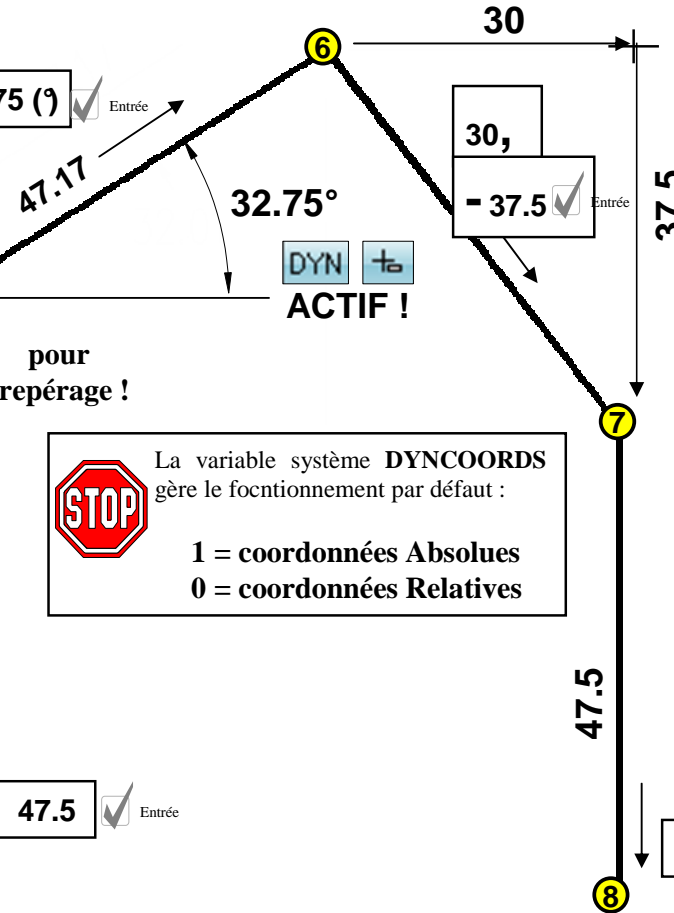 30
6
75 (°)
Entrée
30,
47.17
- 37.5
Entrée
37.5
32.75°
DYN
ACTIF !
pour
repérage !
7
STOP
La variable système DYNCOORDS
gère le focntionnement par défaut :
1 = coordonnées Absolues
0 = coordonnées Relatives
47.5
47.5
Entrée
8